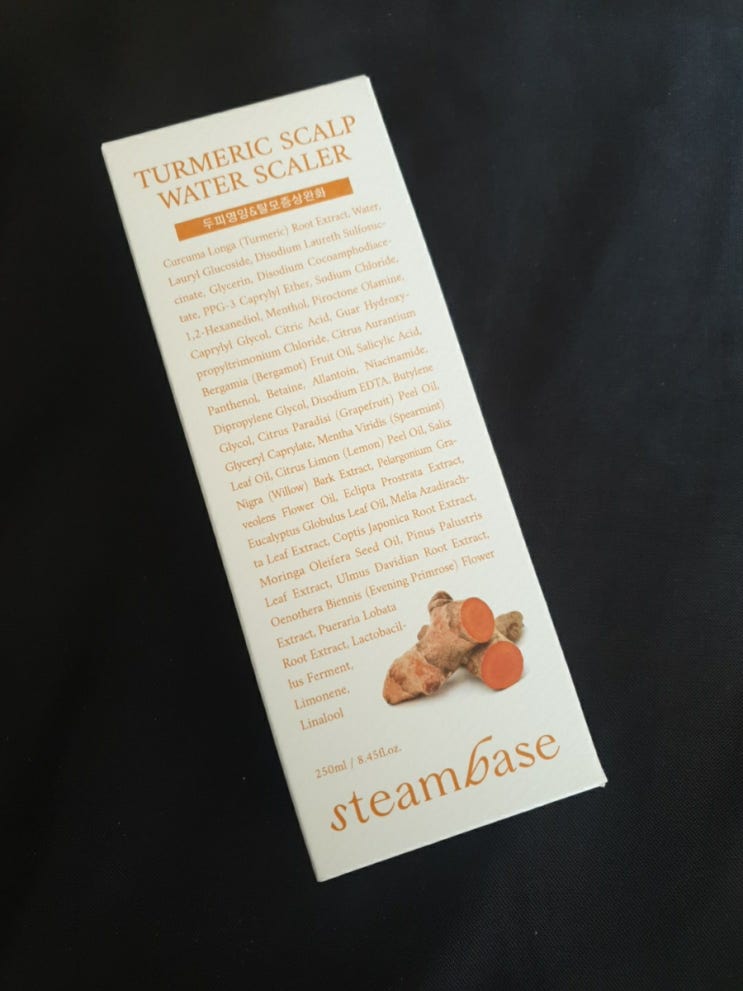 TURMERIC SCALP
WATER SCALER
두피영양&탈모증상완화
Curcuma Longa (Turmeric) Root Extract, Water,
Lauryl Glucoside, Disodium Laureth Sulfosuc-
cinate, Glycerin, Disodium Cocoamphodiace-
tate, PPG-3 Caprylyl Ether, Sodium Chloride,
1,2-Hexanediol, Menthol, Piroctone Olamine,
Caprylyl Glycol, Citric Acid, Guar Hydroxy-
propyltrimonium Chloride, Citrus Aurantium
Bergamia (Bergamot) Fruit Oil, Salicylic Acid,
Panthenol, Betaine, Allantoin, Niacinamide,
Dipropylene Glycol, Disodium EDTA, Butylene
Glycol, Citrus Paradisi (Grapefruit) Peel Oil,
Glyceryl Caprylate, Mentha Viridis (Spearmint)
Leaf Oil, Citrus Limon (Lemon) Peel Oil, Salix
Nigra (Willow) Bark Extract, Pelargonium Gra-
veolens Flower Oil, Eclipta Prostrata Extract,
Eucalyptus Globulus Leaf Oil, Melia Azadirach-
ta Leaf Extract, Coptis Japonica Root Extract,
Moringa Oleifera Seed Oil, Pinus Palustris
Leaf Extract, Ulmus Davidian Root Extract,
Oenothera Biennis (Evening Primrose) Flower
Extract, Pueraria Lobata
Root Extract, Lactobacil-
lus Ferment,
Limonene,
Linalool
250ml / 8.45fl.oz.
steambase